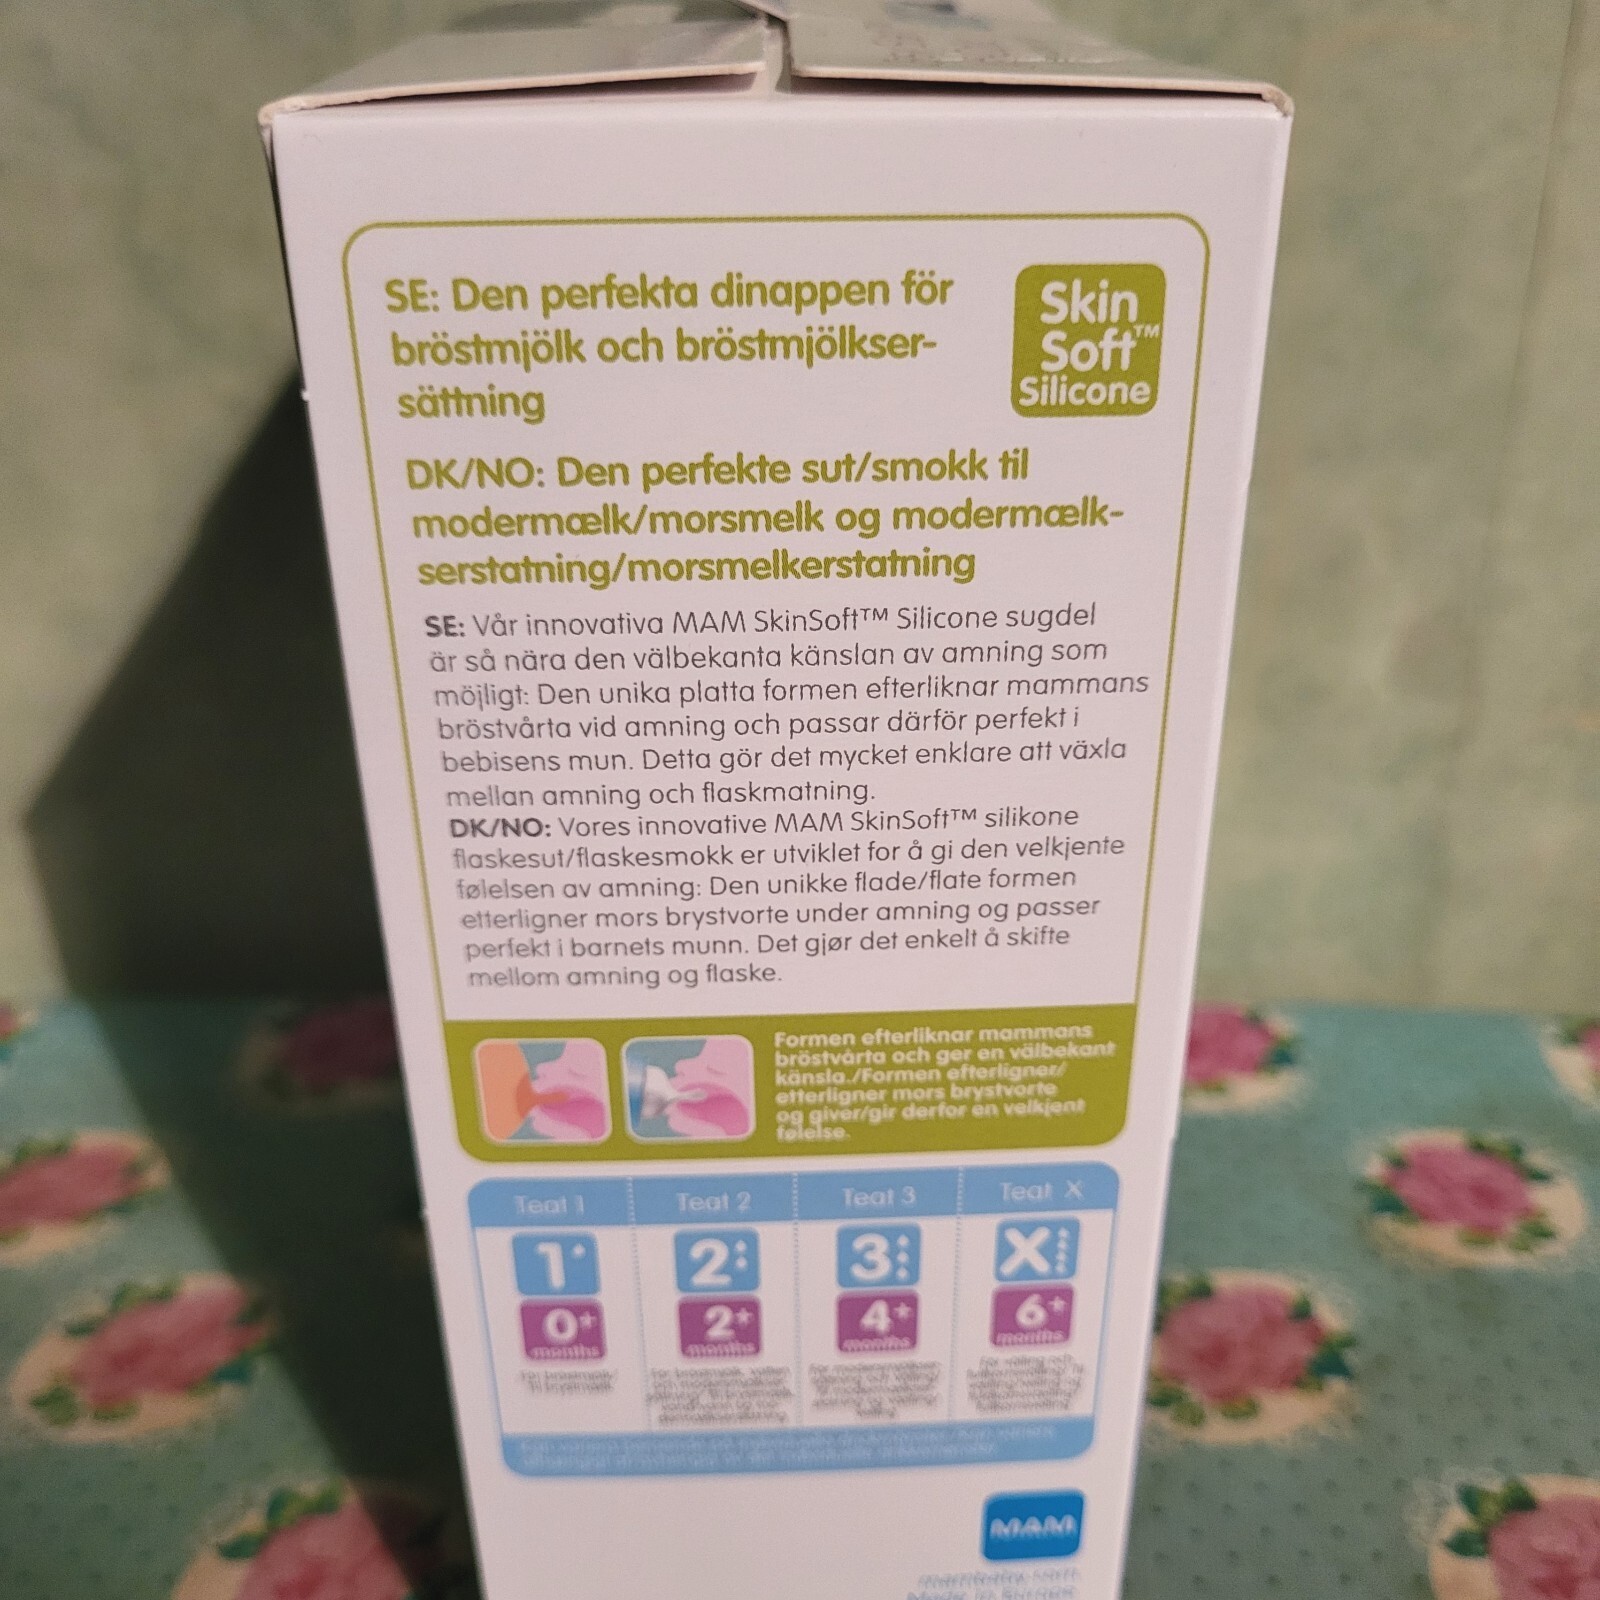 SE: Den perfekta dinappen för
bröstmjölk och bröstmjölkser-
sättning
Skin
Soft™
Silicone
DK/NO: Den perfekte sut/smokk til
modermælk/morsmelk og modermælk-
serstatning/morsmelkerstatning
SE: Vår innovativa MAM SkinSoft™ Silicone sugdel
är så nära den välbekanta känslan av amning som
möjligt: Den unika platta formen efterliknar mammans
bröstvårta vid amning och passar därför perfekt i
bebisens mun. Detta gör det mycket enklare att växla
mellan amning och flaskmatning.
DK/NO: Vores innovative MAM SkinSoft™ silikone
flaskesut/flaskesmokk er utviklet for å gi den velkjente
følelsen av amning: Den unikke flade/flate formen
etterligner mors brystvorte under amning og passer
perfekt i barnets munn. Det gjør det enkelt å skifte
mellom amning og flaske.
Formen efterliknar mammans
bröstvårta och ger en välbekant
känsla./Formen efterligner/
etterligner mors brystvorte
og giver/gir derfor en velkjent
følelse.
Teat 1
Teat 2
Teat 3
Teat X
1
2
3
X
0+
months
2+
months
4+
months
6+
months
MAM
Made in Europe